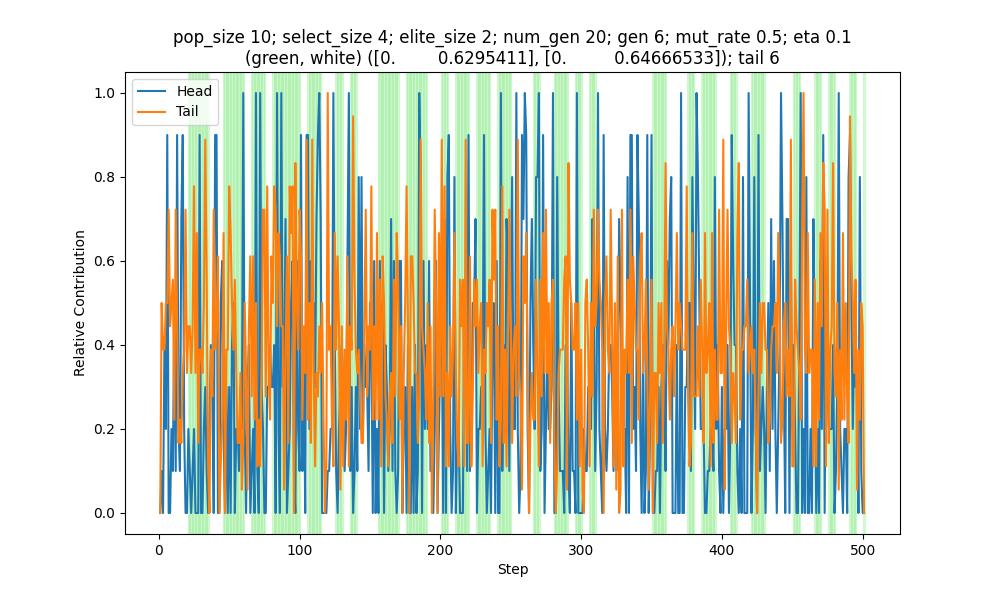 pop_size 10; select_size 4; elite_size 2; num_gen 20; gen 6; mut_rate 0.5; eta 0.1
(green, white) ([0. 0.6295411], [0. 0.64666533]); tail 6
Head
Tail
1.0
0.8
0.6
0.4
0.2
0.0
Relative Contribution
0 100 200 300 400 500
Step